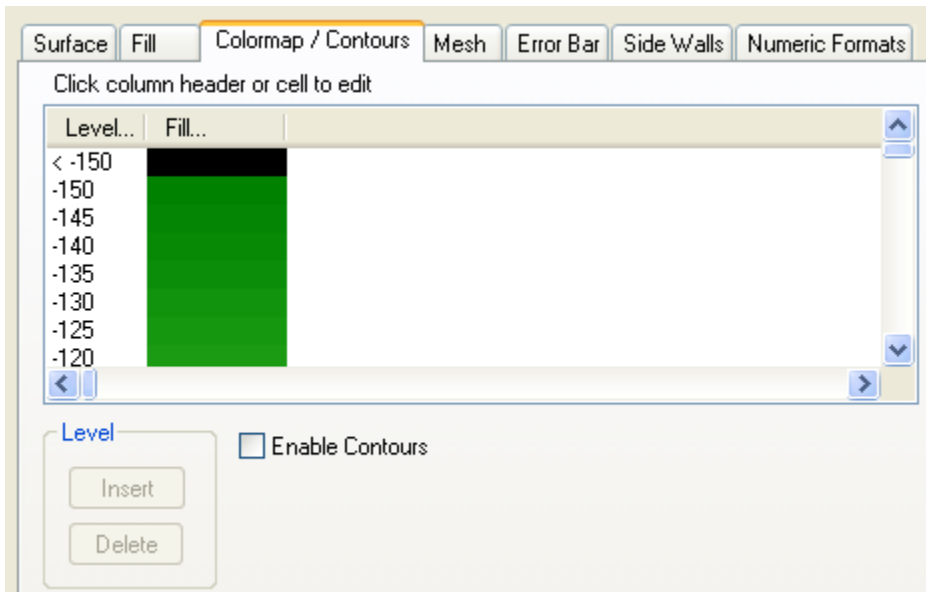 Surface Fill Colormap / Contours Mesh Error Bar Side Walls Numeric Formats
Click column header or cell to edit
Level... Fill...
< -150
-150
-145
-140
-135
-130
-125
-120
Level
Enable Contours
Insert
Delete